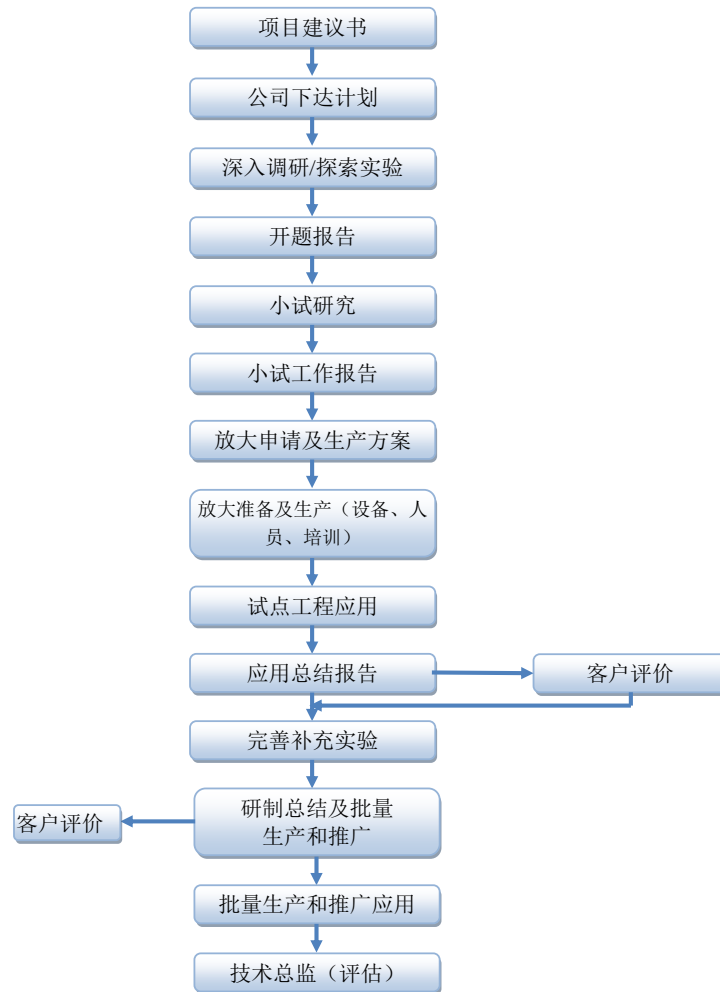 项目建议书
公司下达计划
深入调研/探索实验
开题报告
小试研究
小试工作报告
放大申请及生产方案
放大准备及生产（设备、人
员、培训）
试点工程应用
应用总结报告
客户评价
完善补充实验
研制总结及批量
生产和推广
客户评价
批量生产和推广应用
技术总监（评估）